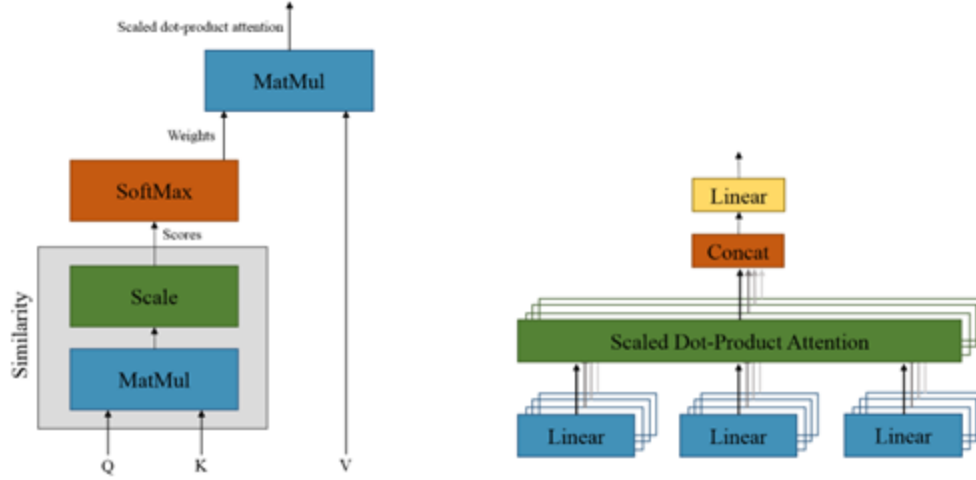 Scaled dot-product attention
MatMul
Weights
SoftMax
Scores
Scale
Similarity
MatMul
Q
K
V
Linear
Concat
Scaled Dot-Product Attention
Linear
Linear
Linear